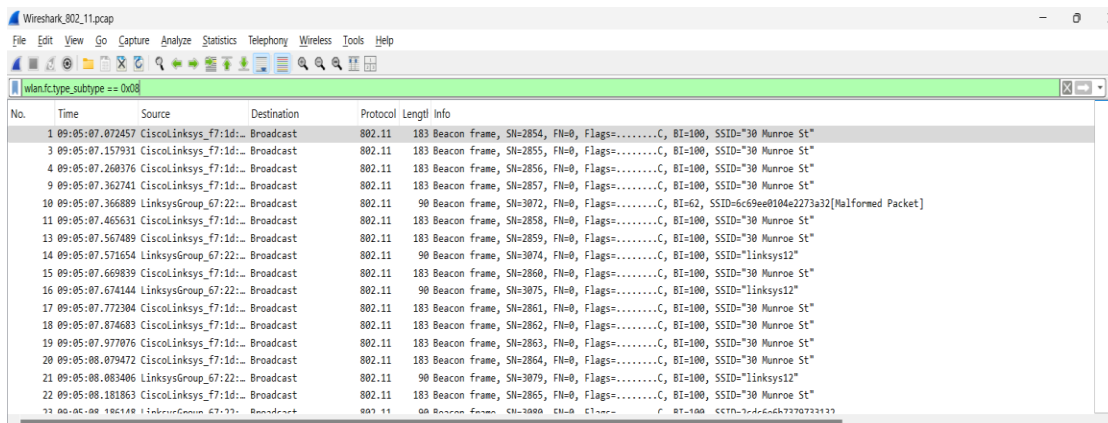 Wireshark_802_11.pcap
File Edit View Go Capture Analyze Statistics Telephony Wireless Tools Help
wlan.fc.type_subtype == 0x08
No. Time Source Destination Protocol Lengtl Info
1 09:05:07.072457 CiscoLinksys_f7:1d:… Broadcast 802.11 183 Beacon frame, SN=2854, FN=0, Flags=........C, BI=100, SSID="30 Munroe St"
3 09:05:07.157931 CiscoLinksys_f7:1d:… Broadcast 802.11 183 Beacon frame, SN=2855, FN=0, Flags=........C, BI=100, SSID="30 Munroe St"
4 09:05:07.260376 CiscoLinksys_f7:1d:… Broadcast 802.11 183 Beacon frame, SN=2856, FN=0, Flags=........C, BI=100, SSID="30 Munroe St"
9 09:05:07.362741 CiscoLinksys_f7:1d:… Broadcast 802.11 183 Beacon frame, SN=2857, FN=0, Flags=........C, BI=100, SSID="30 Munroe St"
10 09:05:07.366889 LinksysGroup_67:22:… Broadcast 802.11 90 Beacon frame, SN=3072, FN=0, Flags=........C, BI=62, SSID=6c69ee0104e2273a32[Malformed Packet]
11 09:05:07.465631 CiscoLinksys_f7:1d:… Broadcast 802.11 183 Beacon frame, SN=2858, FN=0, Flags=........C, BI=100, SSID="30 Munroe St"
13 09:05:07.567489 CiscoLinksys_f7:1d:… Broadcast 802.11 183 Beacon frame, SN=2859, FN=0, Flags=........C, BI=100, SSID="30 Munroe St"
14 09:05:07.571654 LinksysGroup_67:22:… Broadcast 802.11 90 Beacon frame, SN=3074, FN=0, Flags=........C, BI=100, SSID="linksys12"
15 09:05:07.669839 CiscoLinksys_f7:1d:… Broadcast 802.11 183 Beacon frame, SN=2860, FN=0, Flags=........C, BI=100, SSID="30 Munroe St"
16 09:05:07.674144 LinksysGroup_67:22:… Broadcast 802.11 90 Beacon frame, SN=3075, FN=0, Flags=........C, BI=100, SSID="linksys12"
17 09:05:07.772304 CiscoLinksys_f7:1d:… Broadcast 802.11 183 Beacon frame, SN=2861, FN=0, Flags=........C, BI=100, SSID="30 Munroe St"
18 09:05:07.874683 CiscoLinksys_f7:1d:… Broadcast 802.11 183 Beacon frame, SN=2862, FN=0, Flags=........C, BI=100, SSID="30 Munroe St"
19 09:05:07.977076 CiscoLinksys_f7:1d:… Broadcast 802.11 183 Beacon frame, SN=2863, FN=0, Flags=........C, BI=100, SSID="30 Munroe St"
20 09:05:08.079472 CiscoLinksys_f7:1d:… Broadcast 802.11 183 Beacon frame, SN=2864, FN=0, Flags=........C, BI=100, SSID="30 Munroe St"
21 09:05:08.083406 LinksysGroup_67:22:… Broadcast 802.11 90 Beacon frame, SN=3079, FN=0, Flags=........C, BI=100, SSID="linksys12"
22 09:05:08.181863 CiscoLinksys_f7:1d:… Broadcast 802.11 183 Beacon frame, SN=2865, FN=0, Flags=........C, BI=100, SSID="30 Munroe St"
23 09:05:08.186148 LinksysGroup_67:22:… Broadcast 802.11 90 Beacon frame, SN=3080, FN=0, Flags=........C, BI=100,